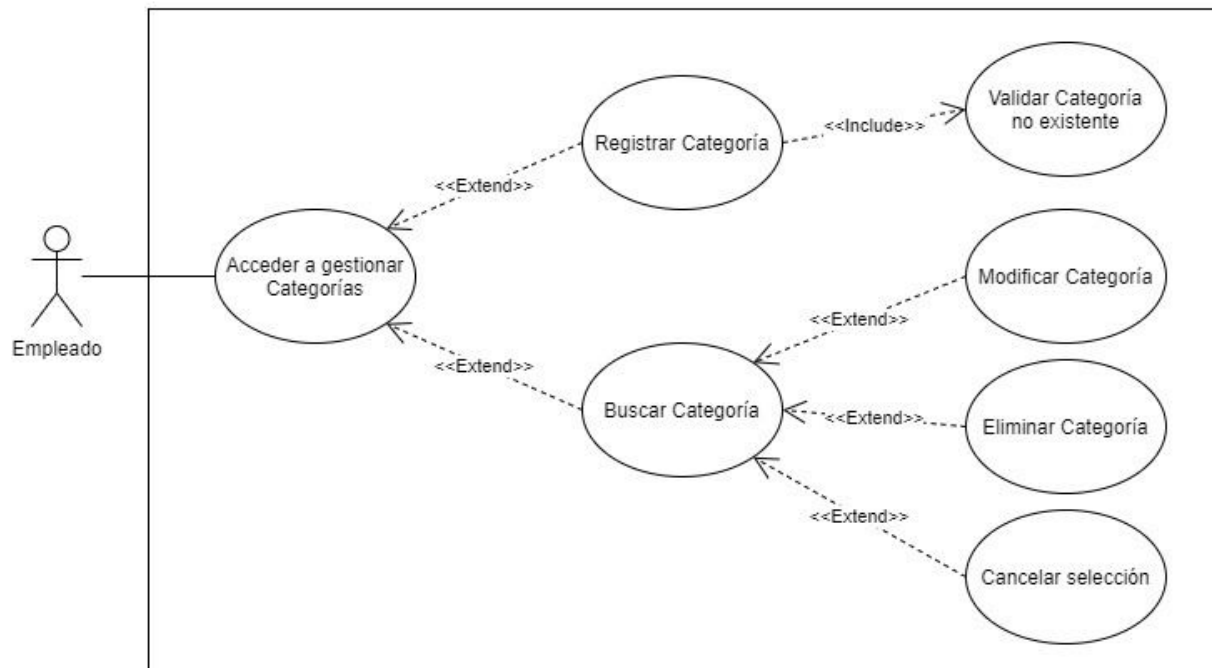 Empleado
Acceder a gestionar
Categorías
<<Extend>>
Registrar Categoría
<<Include>>
Validar Categoría
no existente
<<Extend>>
Buscar Categoría
<<Extend>>
Modificar Categoría
<<Extend>>
Eliminar Categoría
<<Extend>>
Cancelar selección